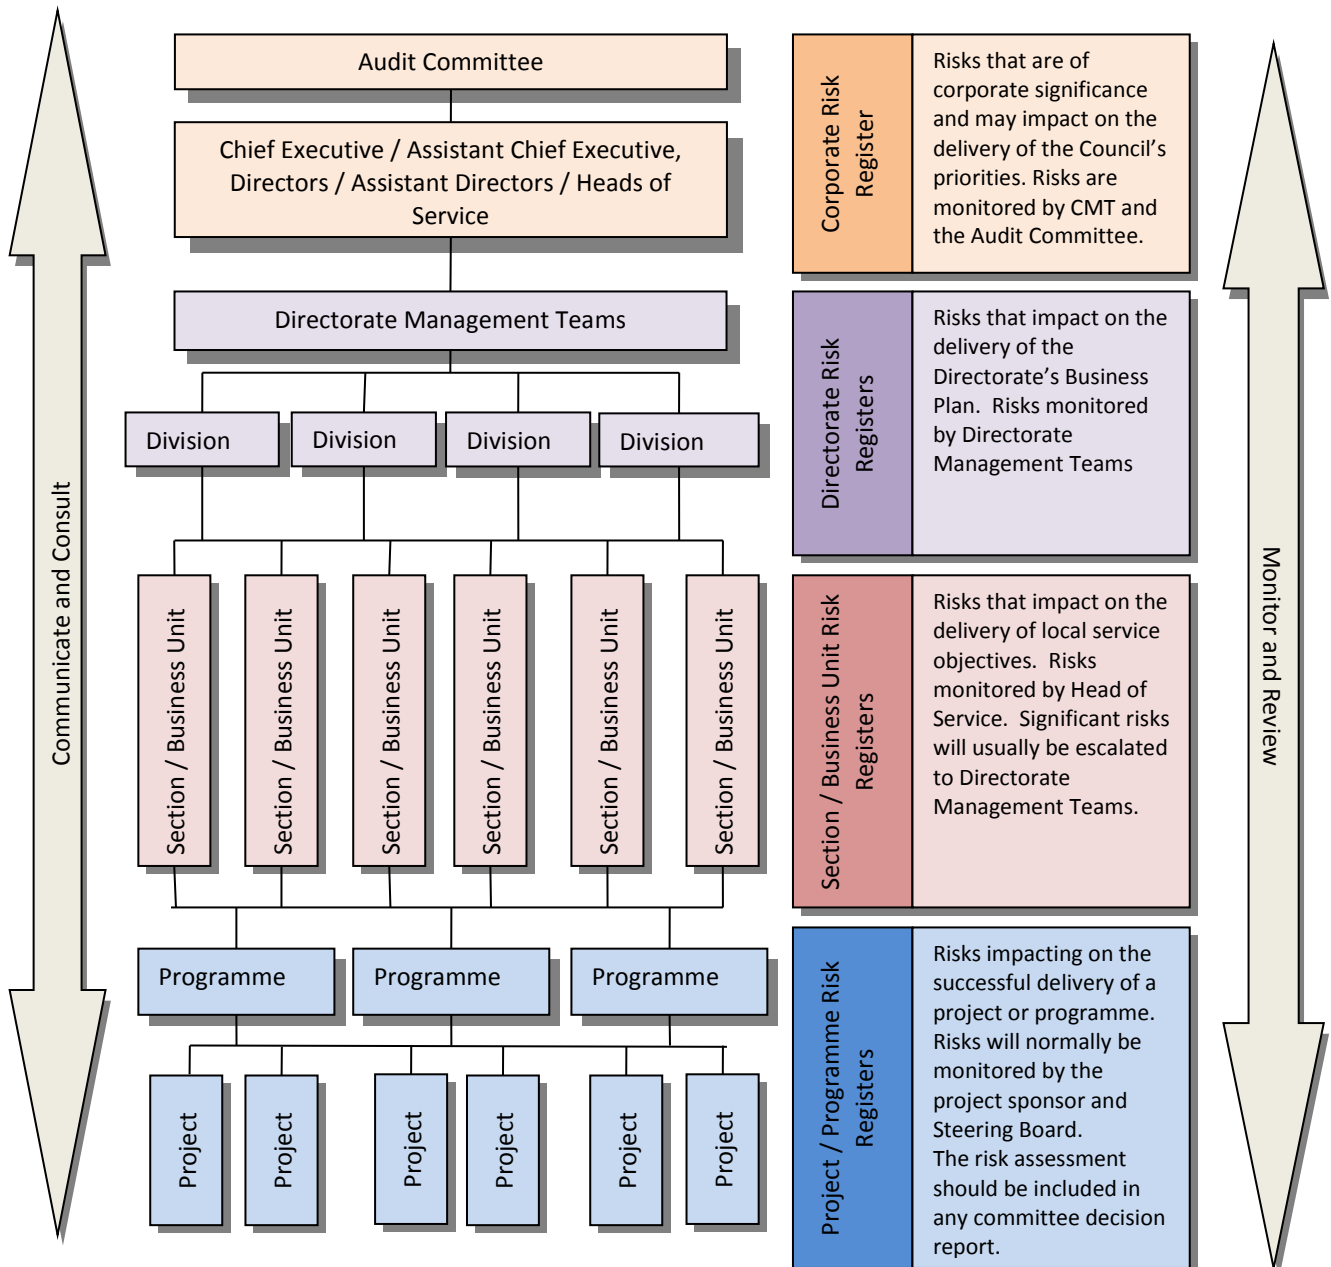 Communicate and Consult
Audit Committee
Chief Executive / Assistant Chief Executive,
Directors / Assistant Directors / Heads of
Service
Directorate Management Teams
Division
Division
Division
Division
Section / Business Unit
Section / Business Unit
Section / Business Unit
Section / Business Unit
Section / Business Unit
Section / Business Unit
Programme
Programme
Programme
Project
Project
Project
Project
Project
Project
Corporate Risk
Register
Risks that are of
corporate significance
and may impact on the
delivery of the Council’s
priorities. Risks are
monitored by CMT and
the Audit Committee.
Directorate Risk
Registers
Risks that impact on the
delivery of the
Directorate’s Business
Plan.  Risks monitored
by Directorate
Management Teams
Section / Business Unit Risk
Registers
Risks that impact on the
delivery of local service
objectives.  Risks
monitored by Head of
Service.  Significant risks
will usually be escalated
to Directorate
Management Teams.
Project / Programme Risk
Registers
Risks impacting on the
successful delivery of a
project or programme.
Risks will normally be
monitored by the
project sponsor and
Steering Board.
The risk assessment
should be included in
any committee decision
report.
Monitor and Review